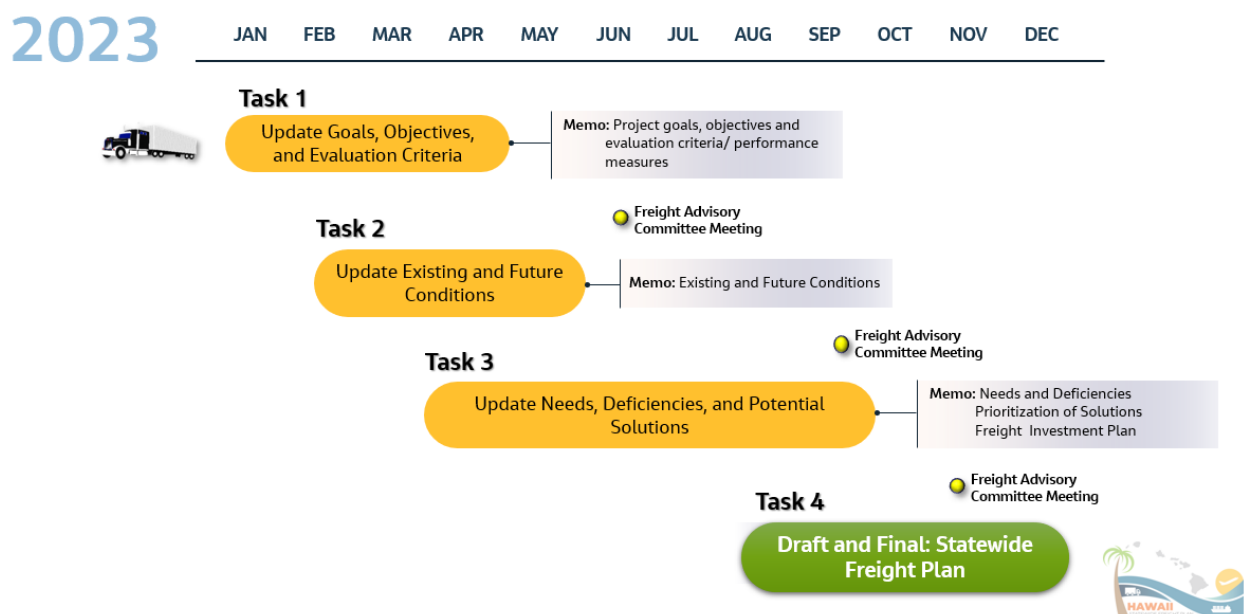 2023
JAN FEB MAR APR MAY JUN JUL AUG SEP OCT NOV DEC
Task 1
Update Goals, Objectives,
and Evaluation Criteria
Memo: Project goals, objectives and
evaluation criteria/ performance
measures
Freight Advisory
Committee Meeting
Task 2
Update Existing and Future
Conditions
Memo: Existing and Future Conditions
Freight Advisory
Committee Meeting
Task 3
Update Needs, Deficiencies, and Potential
Solutions
Memo: Needs and Deficiencies
Prioritization of Solutions
Freight Investment Plan
Freight Advisory
Committee Meeting
Task 4
Draft and Final: Statewide
Freight Plan
HAWAII